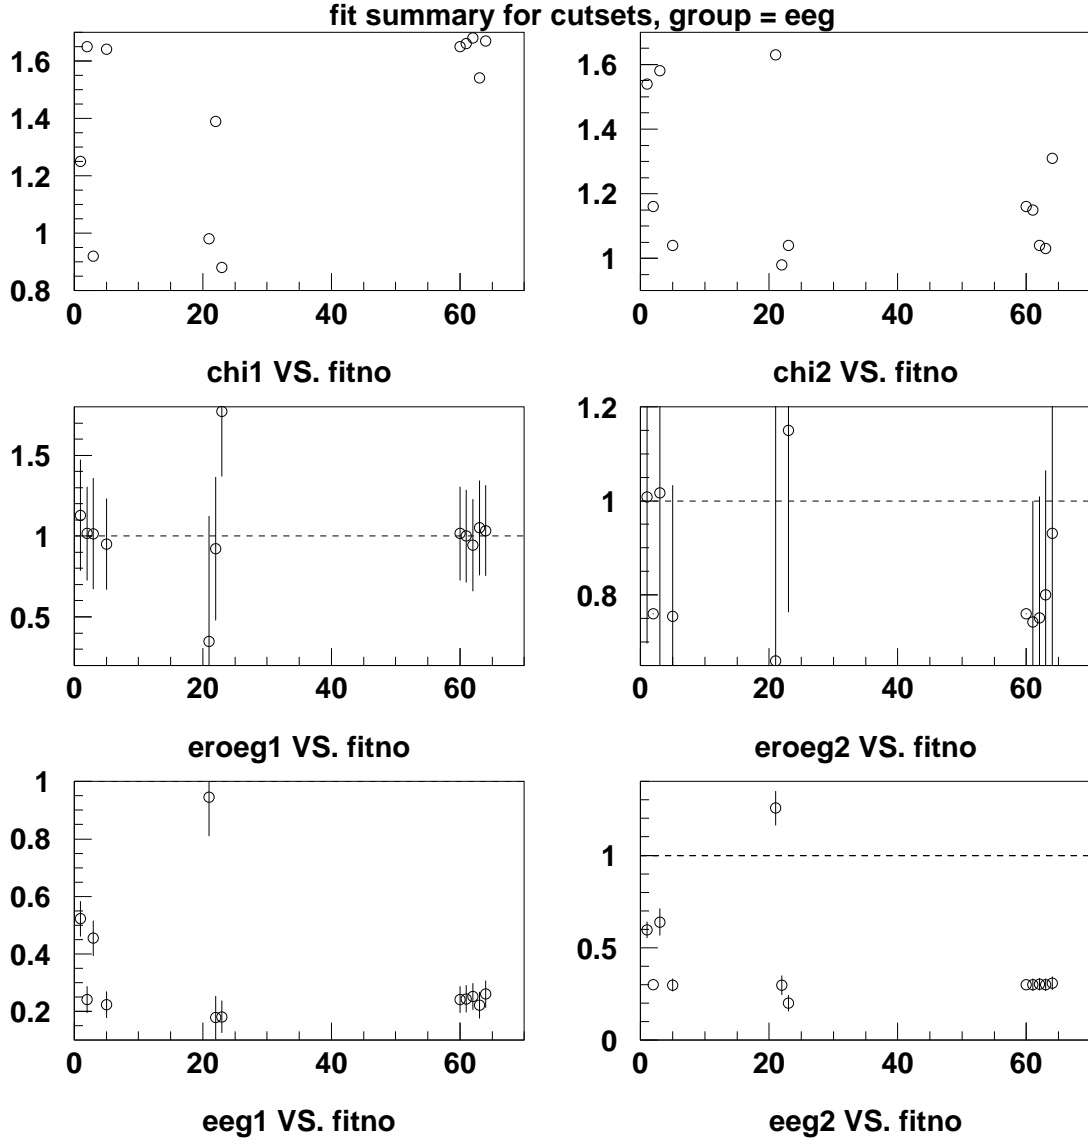 fit summary for cutsets, group = eeg
1.6
1.4
1.2
1
0.8
0 20 40 60
chi1 VS. fitno
1.6
1.4
1.2
1
0 20 40 60
chi2 VS. fitno
1.5
1
0.5
0 20 40 60
eroeg1 VS. fitno
1.2
1
0.8
0 20 40 60
eroeg2 VS. fitno
1
0.8
0.6
0.4
0.2
0 20 40 60
eeg1 VS. fitno
1
0.5
0
0 20 40 60
eeg2 VS. fitno